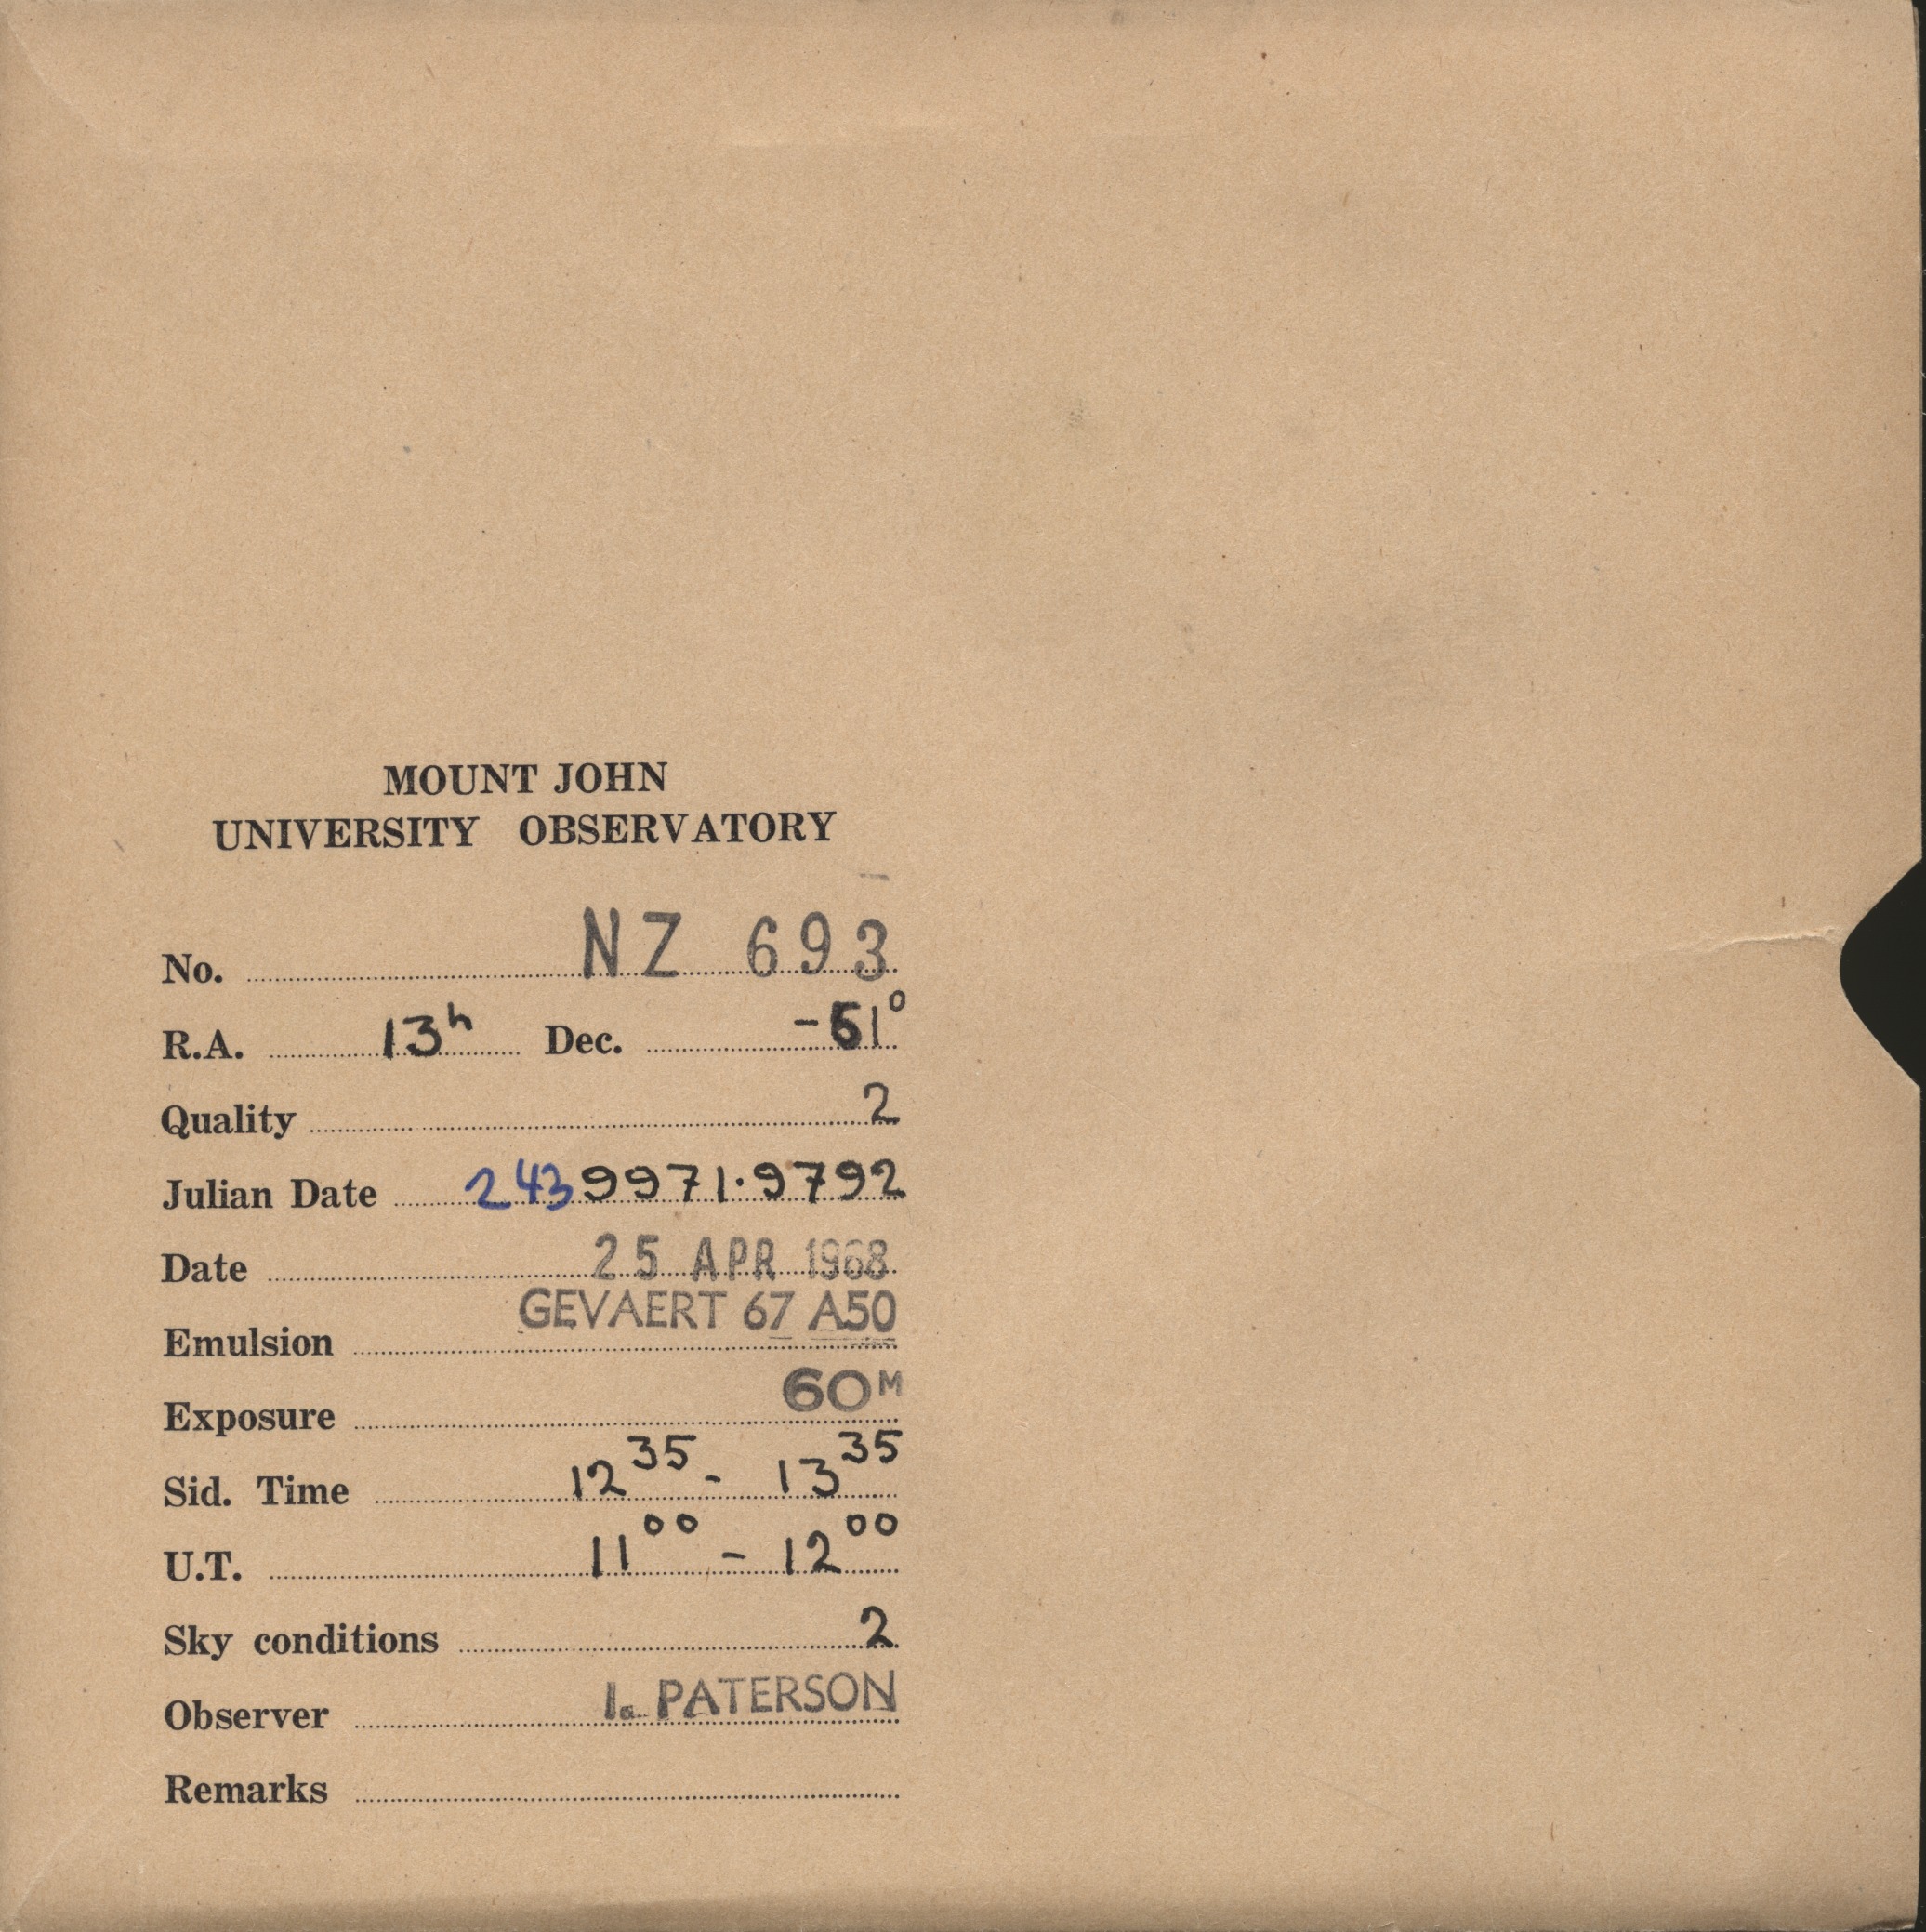 MOUNT JOHN
UNIVERSITY OBSERVATORY
No. NZ 693
R.A. 13h Dec. -61°
Quality 2
Julian Date 2439971.9792
Date 25 APR 1968
Emulsion GEVAERT 67 A50
Exposure 60M
Sid. Time 12 35 - 13 35
U.T. 11 00 - 12 00
Sky conditions 2
Observer I. PATERSON
Remarks